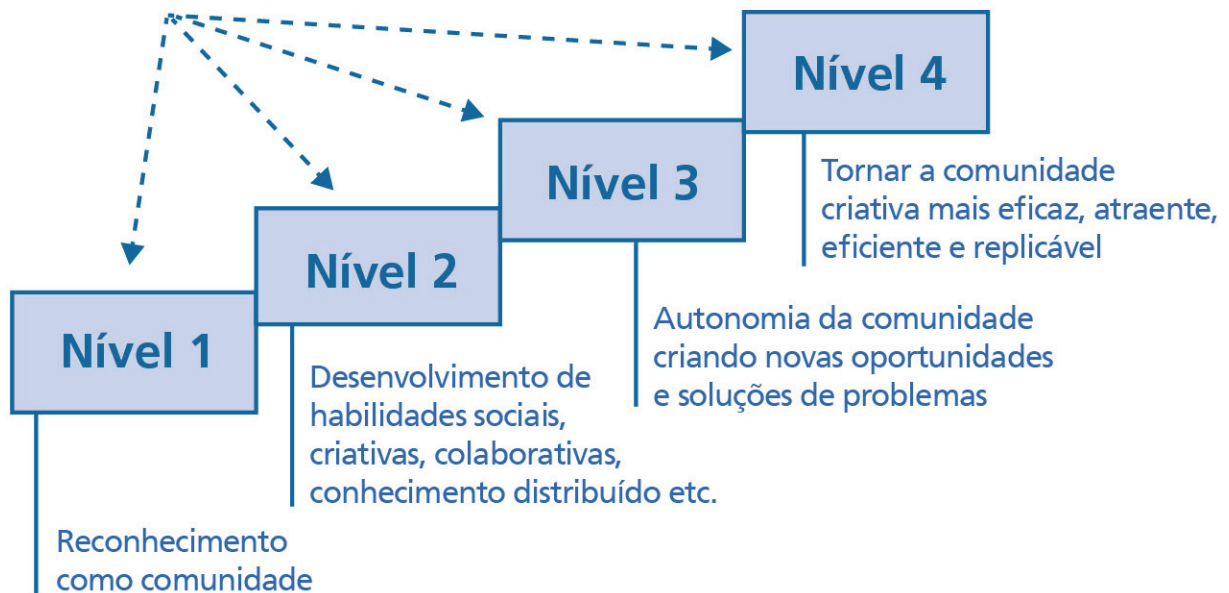 Nível 1
Reconhecimento
como comunidade
Nível 2
Desenvolvimento de
habilidades sociais,
criativas, colaborativas,
conhecimento distribuído etc.
Nível 3
Autonomia da comunidade
criando novas oportunidades
e soluções de problemas
Nível 4
Tornar a comunidade
criativa mais eficaz, atraente,
eficiente e replicável